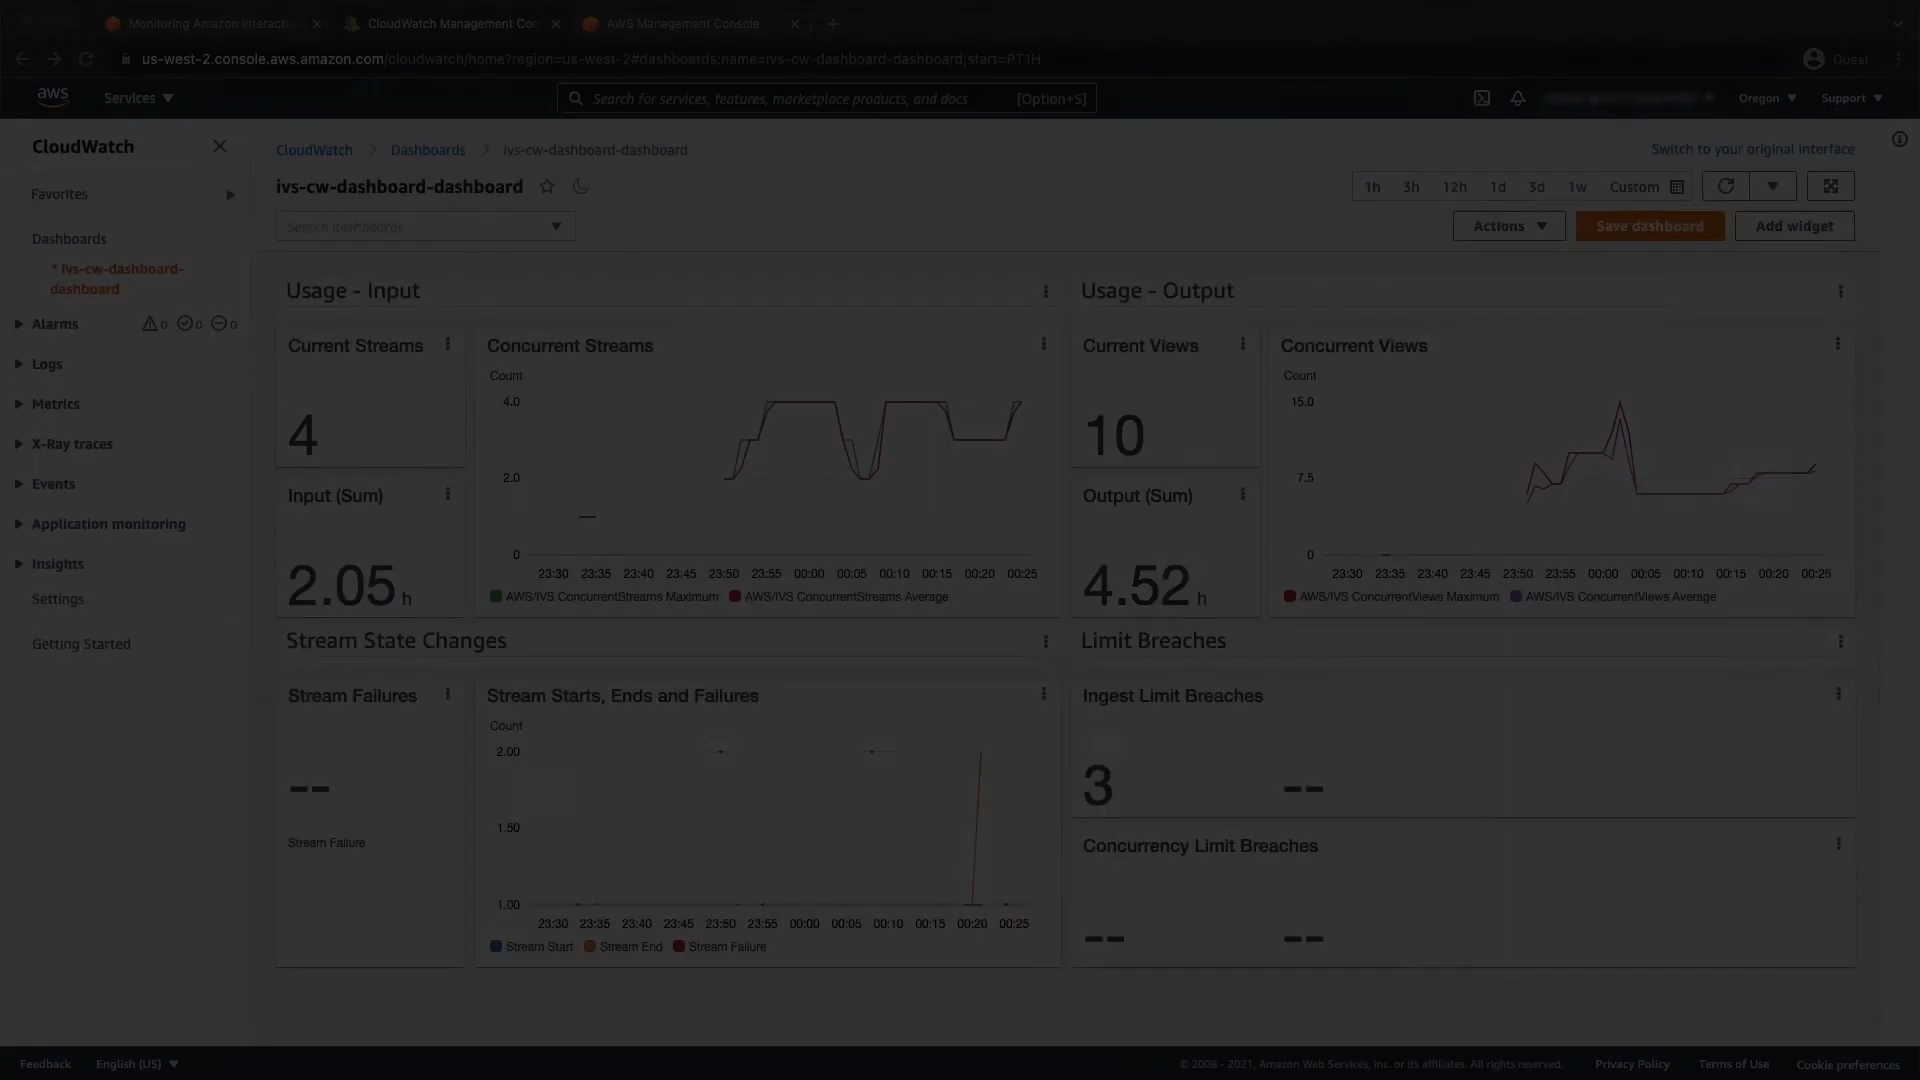 Monitoring Amazon Interacti
CloudWatch Management Con
AWS Management Console
us-west-2.console.aws.amazon.com/cloudwatch/home?region=us-west-2#dashboards:name=ivs-cw-dashboard-dashboard;start=PT1H
Guest
aws
Services
Search for services, features, marketplace products, and docs
[Option+S]
Oregon
Support
CloudWatch
Favorites
Dashboards
* ivs-cw-dashboard-
dashboard
Alarms
0
0
0
Logs
Metrics
X-Ray traces
Events
Application monitoring
Insights
Settings
Getting Started
CloudWatch
Dashboards
ivs-cw-dashboard-dashboard
Switch to your original interface
ivs-cw-dashboard-dashboard
1h
3h
12h
1d
3d
1w
Custom
Search dashboards
Actions
Save dashboard
Add widget
Usage - Input
Current Streams
4
Input (Sum)
2.05 h
Concurrent Streams
Count
4.0
2.0
0
23:30 23:35 23:40 23:45 23:50 23:55 00:00 00:05 00:10 00:15 00:20 00:25
AWS/IVS ConcurrentStreams Maximum
AWS/IVS ConcurrentStreams Average
Usage - Output
Current Views
10
Output (Sum)
4.52 h
Concurrent Views
Count
15.0
7.5
0
23:30 23:35 23:40 23:45 23:50 23:55 00:00 00:05 00:10 00:15 00:20 00:25
AWS/IVS ConcurrentViews Maximum
AWS/IVS ConcurrentViews Average
Stream State Changes
Stream Failures
--
Stream Failure
Stream Starts, Ends and Failures
Count
2.00
1.50
1.00
23:30 23:35 23:40 23:45 23:50 23:55 00:00 00:05 00:10 00:15 00:20 00:25
Stream Start
Stream End
Stream Failure
Limit Breaches
Ingest Limit Breaches
3
--
Concurrency Limit Breaches
--
--
Feedback
English (US)
© 2008 - 2021, Amazon Web Services, Inc. or its affiliates. All rights reserved.
Privacy Policy
Terms of Use
Cookie preferences